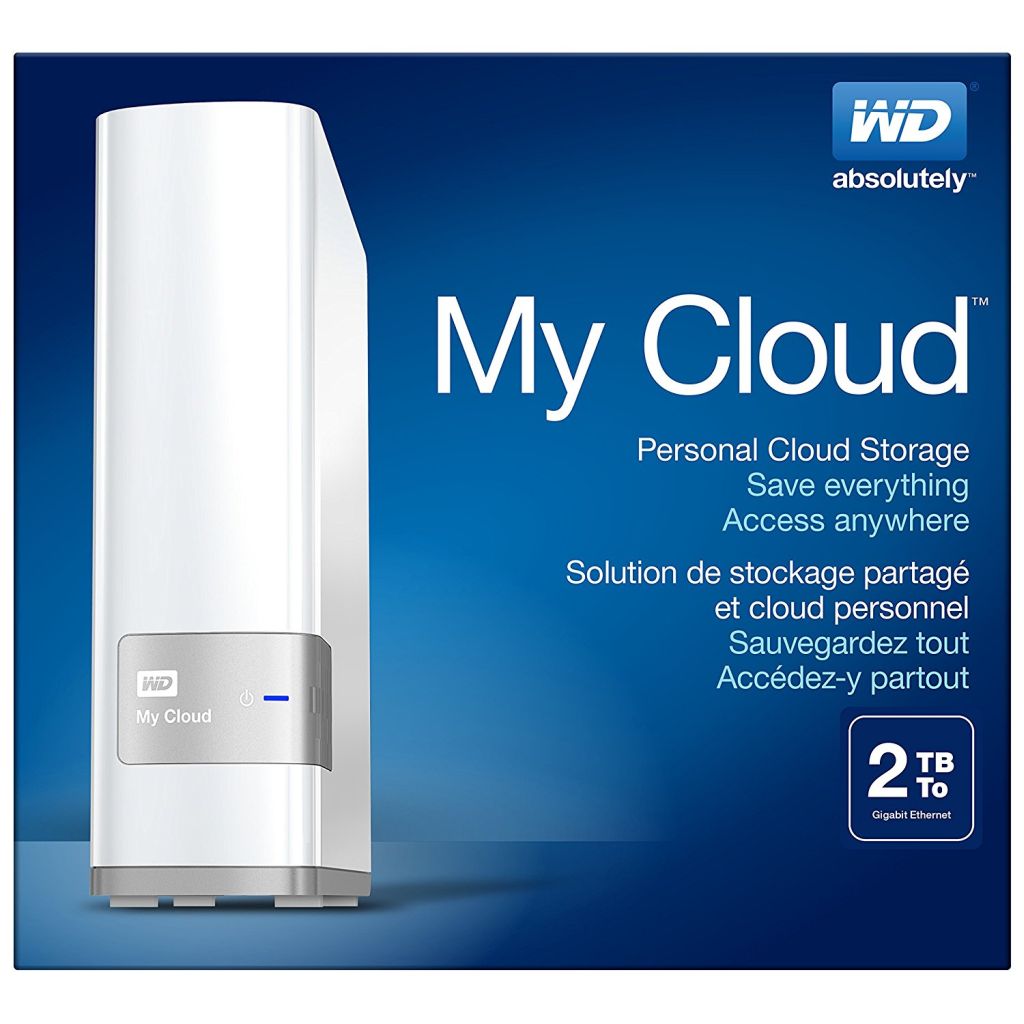 WD®
absolutely™
My Cloud™
Personal Cloud Storage
Save everything
Access anywhere
Solution de stockage partagé
et cloud personnel
Sauvegardez tout
Accédez-y partout
WD
My Cloud
2 TB
To
Gigabit Ethernet